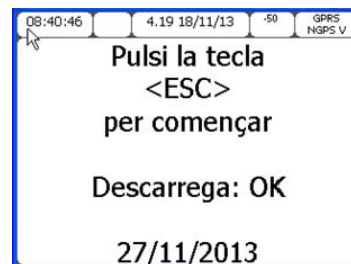 08:40:46 4.19 18/11/13 -50 GPRS
NGPS V
Pulsi la tecla
<ESC>
per començar
Descarrega: OK
27/11/2013